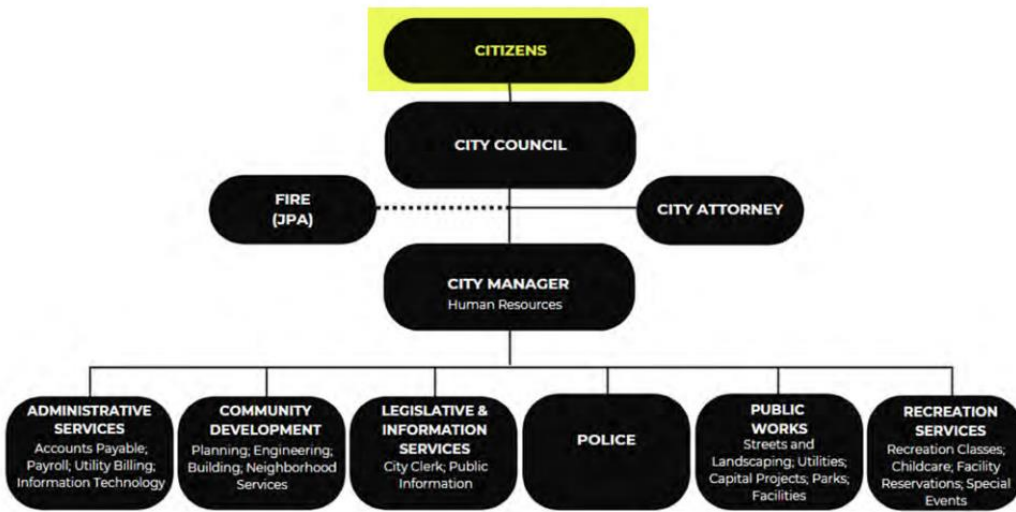 CITIZENS
CITY COUNCIL
FIRE
(JPA)
CITY ATTORNEY
CITY MANAGER
Human Resources
ADMINISTRATIVE
SERVICES
Accounts Payable;
Payroll; Utility Billing;
Information Technology
COMMUNITY
DEVELOPMENT
Planning; Engineering;
Building; Neighborhood
Services
LEGISLATIVE &
INFORMATION
SERVICES
City Clerk; Public
Information
POLICE
PUBLIC
WORKS
Streets and
Landscaping; Utilities;
Capital Projects; Parks;
Facilities
RECREATION
SERVICES
Recreation Classes;
Childcare; Facility
Reservations; Special
Events